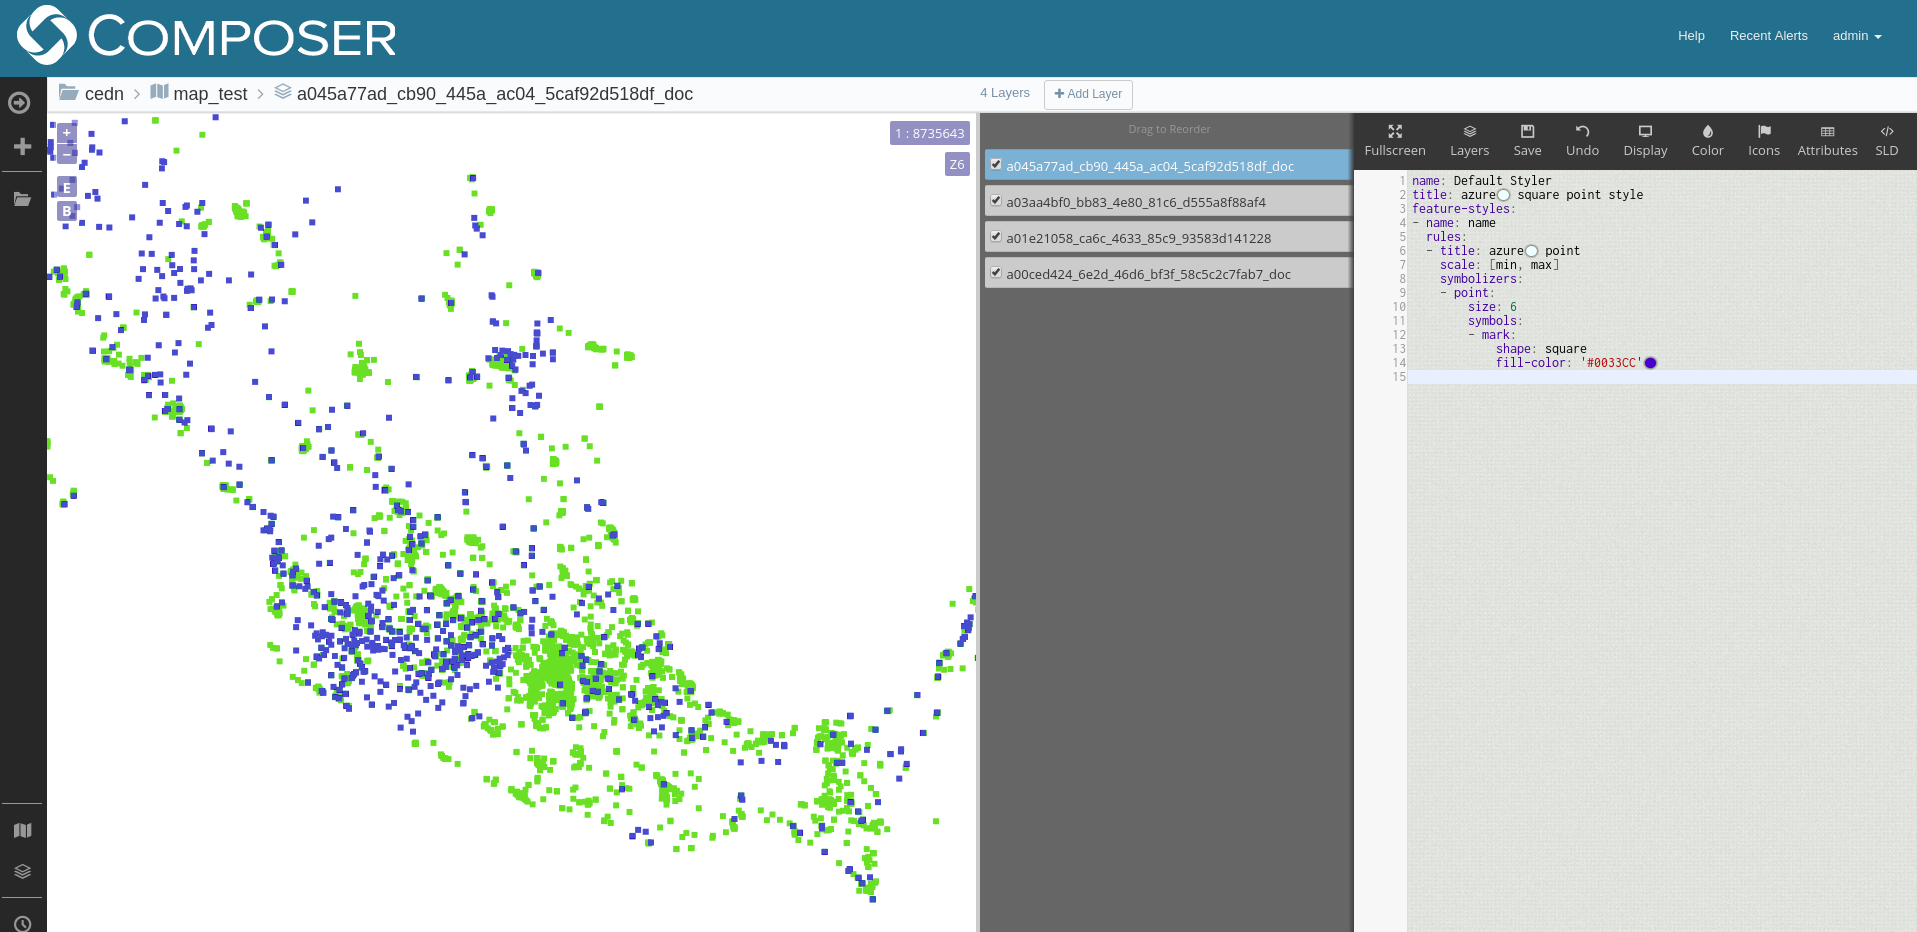 COMPOSER
Help
Recent Alerts
admin
cedn
map_test
a045a77ad_cb90_445a_ac04_5caf92d518df_doc
4 Layers
Add Layer
+
−
E
B
1 : 8735643
Z6
Drag to Reorder
a045a77ad_cb90_445a_ac04_5caf92d518df_doc
a03aa4bf0_bb83_4e80_81c6_d555a8f88af4
a01e21058_ca6c_4633_85c9_93583d141228
a00ced424_6e2d_46d6_bf3f_58c5c2c7fab7_doc
Fullscreen
Layers
Save
Undo
Display
Color
Icons
Attributes
SLD
1 name: Default Styler
2 title: azure square point style
3 feature-styles:
4 - name: name
5 rules:
6 - title: azure point
7 scale: [min, max]
8 symbolizers:
9 - point:
10 size: 6
11 symbols:
12 - mark:
13 shape: square
14 fill-color: '#0033CC'
15